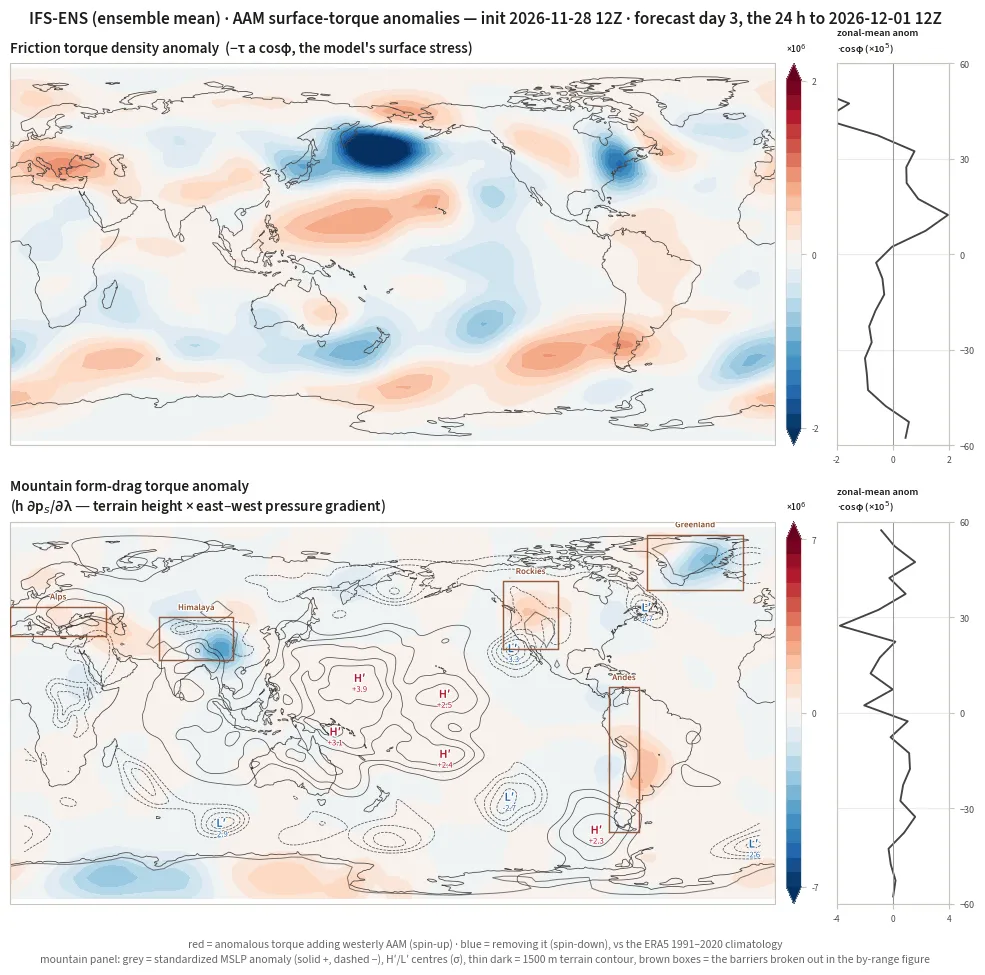 IFS-ENS (ensemble mean) · AAM surface-torque anomalies — init 2026-11-28 12Z · forecast day 3, the 24 h to 2026-12-01 12Z
Friction torque density anomaly (−τ a cosϕ, the model's surface stress)
×10⁶
zonal-mean anom
·cosϕ (×10⁵)
2
0
-2
60
30
0
−30
−60
-2
0
2
Mountain form-drag torque anomaly
(h ∂pₛ/∂λ — terrain height × east–west pressure gradient)
×10⁶
zonal-mean anom
·cosϕ (×10⁵)
Greenland
Rockies
Alps
Himalaya
Andes
H′
+3.9
H′
+2.5
H′
+3.1
H′
+2.4
H′
+2.3
L′
L′
L′
-2.7
L′
-2.9
L′
7
0
-7
60
30
0
−30
−60
-4
0
4
red = anomalous torque adding westerly AAM (spin-up) · blue = removing it (spin-down), vs the ERA5 1991–2020 climatology
mountain panel: grey = standardized MSLP anomaly (solid +, dashed –), H′/L′ centres (σ), thin dark = 1500 m terrain contour, brown boxes = the barriers broken out in the by-range figure